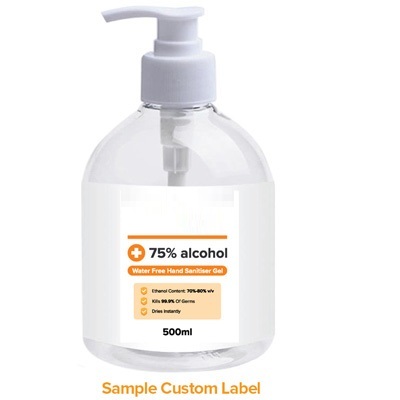 75% alcohol
Water Free Hand Sanitiser Gel
Ethanol Content: 70%-80% v/v
Kills 99.9% Of Germs
Dries Instantly
500ml
Sample Custom Label